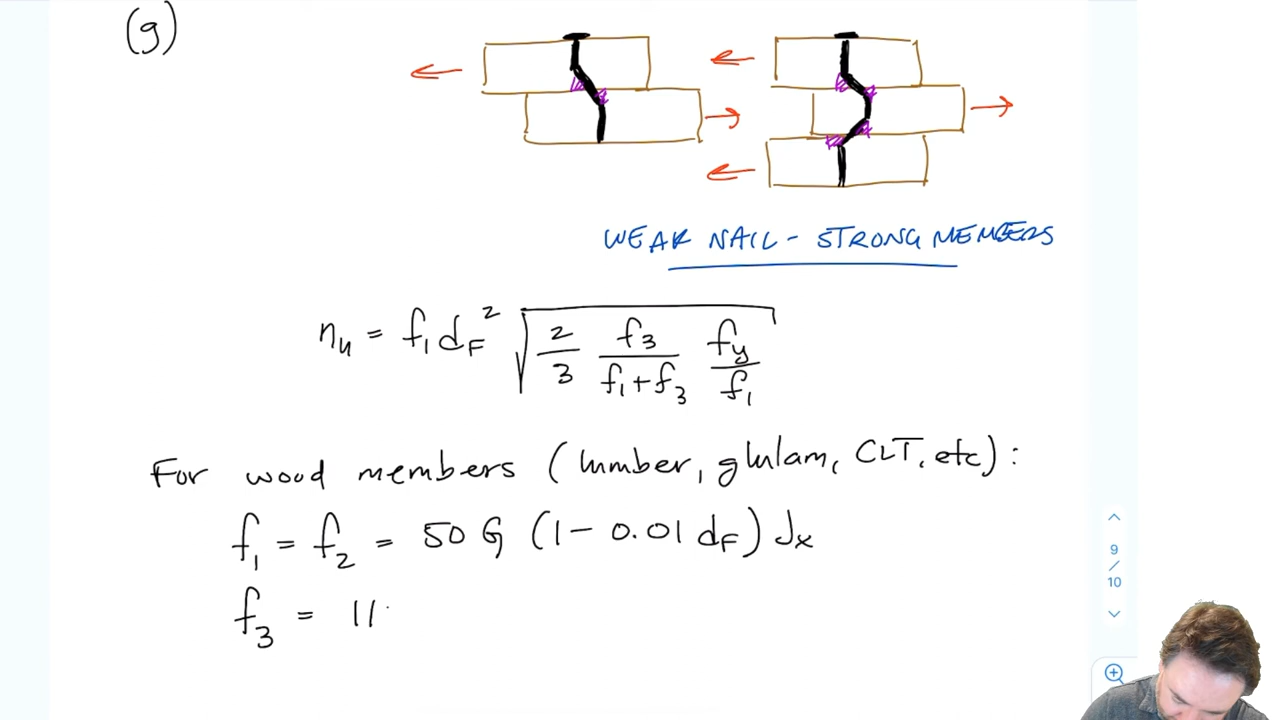 (g)
WEAK NAIL - STRONG MEMBERS
n_u = f_1 d_F^2 √(2/3 f_3/(f_1+f_3) f_y/f_1)
For wood members (lumber, glulam, CLT, etc):
f_1 = f_2 = 50 G (1 - 0.01 d_F) J_x
f_3 = 11
9
/
10